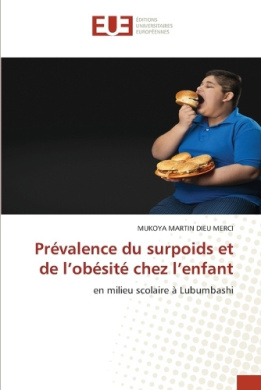 EUE
ÉDITIONS
UNIVERSITAIRES
EUROPÉENNES
MUKOYA MARTIN DIEU MERCI
Prévalence du surpoids et
de l'obésité chez l'enfant
en milieu scolaire à Lubumbashi